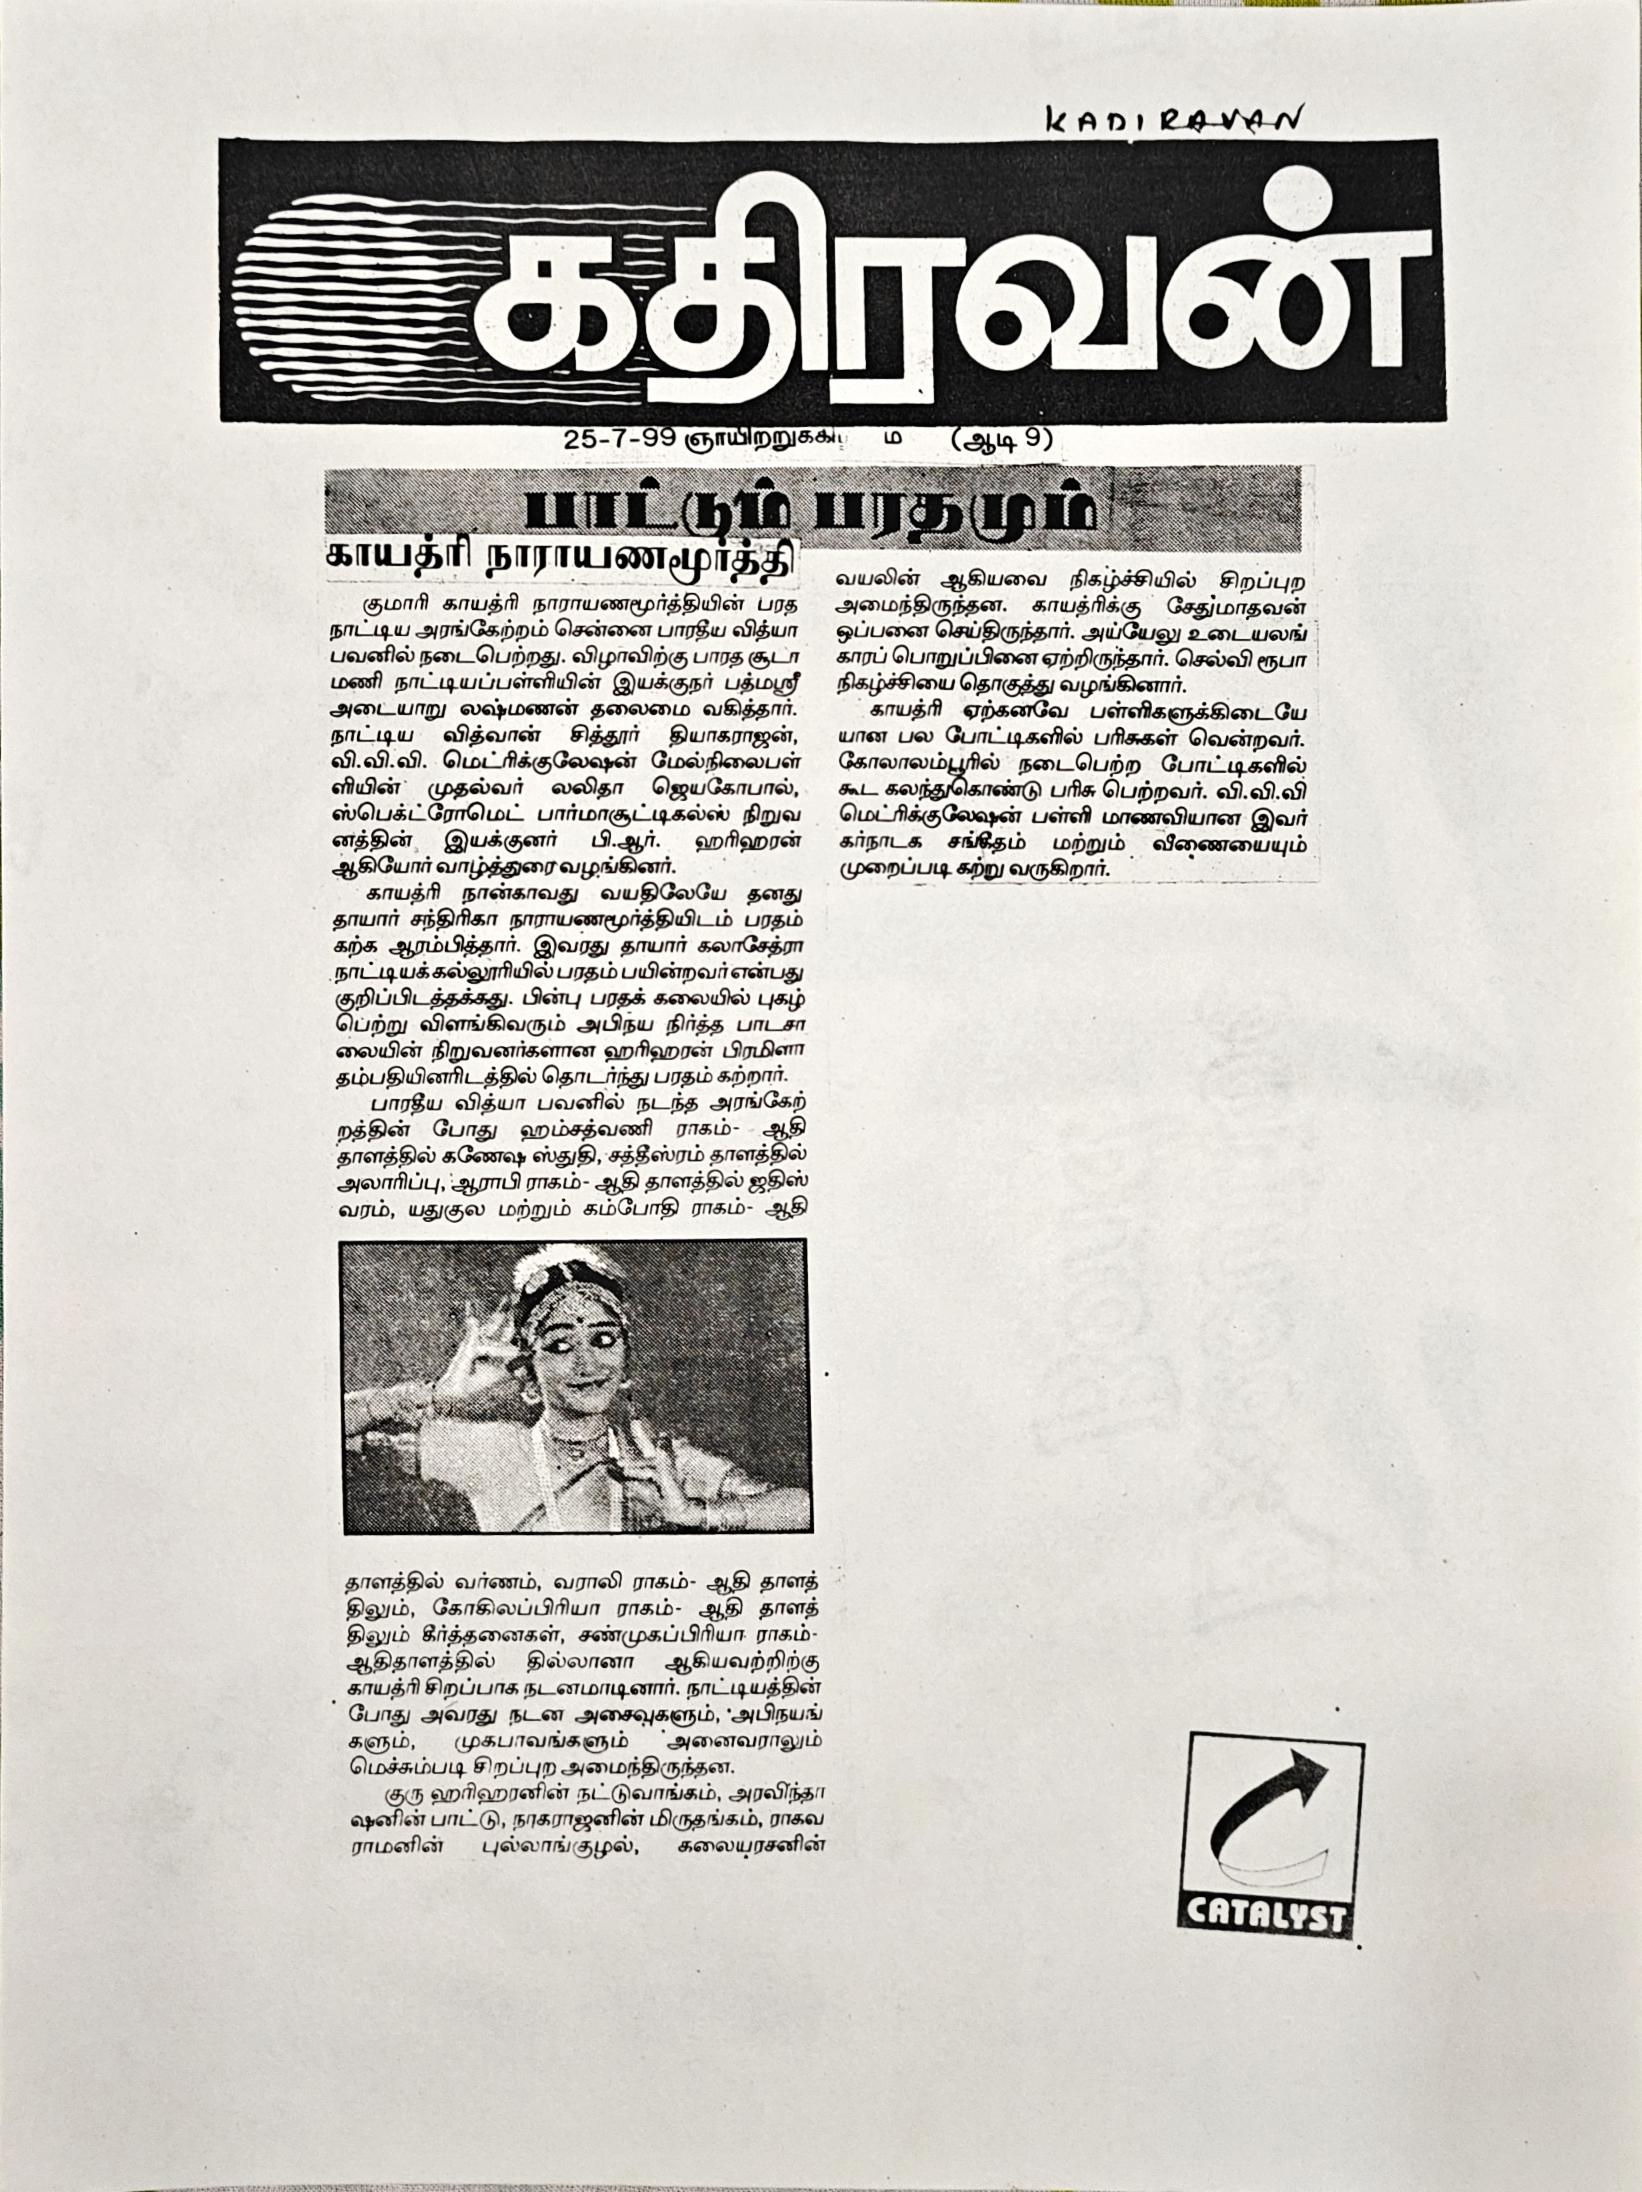 KADIRAVAN
கதிரவன்
25-7-99 ஞாயிற்றுக்கி ம (ஆடி 9)
பாட்டும் பரதமும்
காயத்ரி நாராயணமூர்த்தி
குமாரி காயத்ரி நாராயணமூர்த்தியின் பரத
நாட்டிய அரங்கேற்றம் சென்னை பாரதீய வித்யா
பவனில் நடைபெற்றது. விழாவிற்கு பாரத சூடா
மணி நாட்டியப்பள்ளியின் இயக்குநர் பத்மஸ்ரீ
அடையாறு லஷ்மணன் தலைமை வகித்தார்.
நாட்டிய வித்வான் சித்தூர் தியாகராஜன்,
வி.வி.வி. மெட்ரிக்குலேஷன் மேல்நிலைபள்
ளியின் முதல்வர் லலிதா ஜெயகோபால்,
ஸ்பெக்ட்ரோமெட் பார்மாசூட்டிகல்ஸ் நிறுவ
னத்தின் இயக்குனர் பி.ஆர். ஹரிஹரன்
ஆகியோர் வாழ்த்துரை வழங்கினர்.
காயத்ரி நான்காவது வயதிலேயே தனது
தாயார் சந்திரிகா நாராயணமூர்த்தியிடம் பரதம்
கற்க ஆரம்பித்தார். இவரது தாயார் கலாசேத்ரா
நாட்டியக் கல்லூரியில் பரதம் பயின்றவர் என்பது
குறிப்பிடத்தக்கது. பின்பு பரதக் கலையில் புகழ்
பெற்று விளங்கிவரும் அபிநய நிர்த்த பாடசா
லையின் நிறுவனர்களான ஹரிஹரன் பிரமிளா
தம்பதியினரிடத்தில் தொடர்ந்து பரதம் கற்றார்.
பாரதீய வித்யா பவனில் நடந்த அரங்கேற்
றத்தின் போது ஹம்சத்வணி ராகம்- ஆதி
தாளத்தில் கணேஷ ஸ்துதி, சத்தீஸ்ரம் தாளத்தில்
அலாரிப்பு, ஆராபி ராகம்- ஆதி தாளத்தில் ஜதிஸ்
வரம், யதுகுல மற்றும் கம்போதி ராகம்- ஆதி
தாளத்தில் வர்ணம், வராலி ராகம்- ஆதி தாளத்
திலும், கோகிலப்பிரியா ராகம்- ஆதி தாளத்
திலும் கீர்த்தனைகள், சண்முகப்பிரியா ராகம்-
ஆதிதாளத்தில் தில்லானா ஆகியவற்றிற்கு
காயத்ரி சிறப்பாக நடனமாடினார். நாட்டியத்தின்
போது அவரது நடன அசைவுகளும், அபிநயங்
களும், முகபாவங்களும் அனைவராலும்
மெச்சும்படி சிறப்புற அமைந்திருந்தன.
குரு ஹரிஹரனின் நட்டுவாங்கம், அரவிந்தா
ஷனின் பாட்டு, நாகராஜனின் மிருதங்கம், ராகவ
ராமனின் புல்லாங்குழல், கலையரசனின்
வயலின் ஆகியவை நிகழ்ச்சியில் சிறப்புற
அமைந்திருந்தன. காயத்ரிக்கு சேதுமாதவன்
ஒப்பனை செய்திருந்தார். அய்யேலு உடையலங்
காரப் பொறுப்பினை ஏற்றிருந்தார். செல்வி ரூபா
நிகழ்ச்சியை தொகுத்து வழங்கினார்.
காயத்ரி ஏற்கனவே பள்ளிகளுக்கிடையே
யான பல போட்டிகளில் பரிசுகள் வென்றவர்.
கோலாலம்பூரில் நடைபெற்ற போட்டிகளில்
கூட கலந்துகொண்டு பரிசு பெற்றவர். வி.வி.வி
மெட்ரிக்குலேஷன் பள்ளி மாணவியான இவர்
கர்நாடக சங்கீதம் மற்றும் வீணையையும்
முறைப்படி கற்று வருகிறார்.
CATALYST